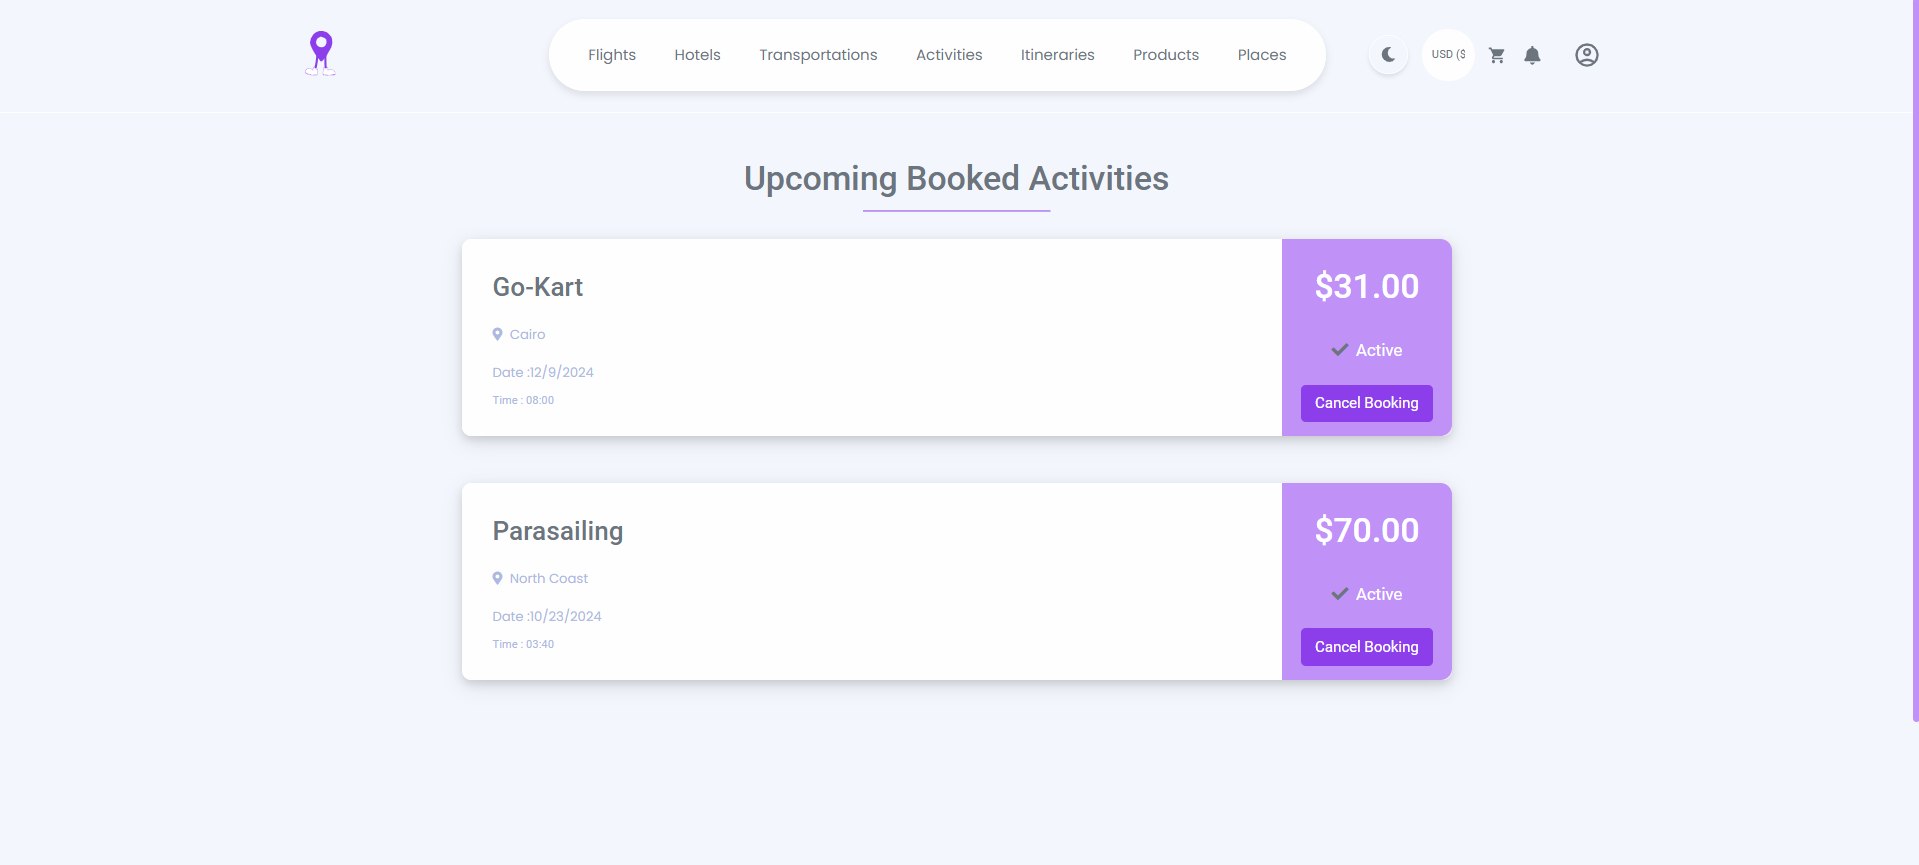 Flights Hotels Transportations Activities Itineraries Products Places USD ($
Upcoming Booked Activities
Go-Kart
$31.00
Cairo
Active
Date :12/9/2024
Time : 08:00
Cancel Booking
Parasailing
$70.00
North Coast
Active
Date :10/23/2024
Time : 03:40
Cancel Booking